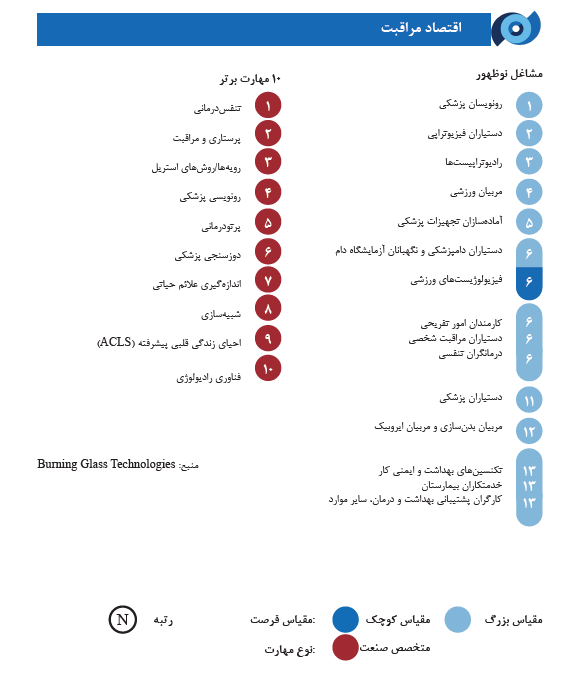 اقتصاد مراقبت
مشاغل نوظهور
۱ رونویسان پزشکی
۲ دستیاران فیزیوتراپی
۳ رادیوتراپیست‌ها
۴ مربیان ورزشی
۵ آماده‌سازان تجهیزات پزشکی
۶ دستیاران دامپزشکی و نگهبانان آزمایشگاه دام
۶ فیزیولوژیست‌های ورزشی
۶ کارمندان امور تفریحی
۶ دستیاران مراقبت شخصی
۶ درمانگران تنفسی
۱۱ دستیاران پزشکی
۱۲ مربیان بدن‌سازی و مربیان ایروبیک
۱۳ تکنسین‌های بهداشت و ایمنی کار
۱۳ خدمتکاران بیمارستان
۱۳ کارگران پشتیبانی بهداشت و درمان، سایر موارد
۱۰ مهارت برتر
۱ تنفس‌درمانی
۲ پرستاری و مراقبت
۳ رویه‌ها/روش‌های استریل
۴ رونویسی پزشکی
۵ پرتودرمانی
۶ دوزسنجی پزشکی
۷ اندازه‌گیری علائم حیاتی
۸ شبیه‌سازی
۹ احیای زندگی قلبی پیشرفته (ACLS)
۱۰ فناوری رادیولوژی
منبع: Burning Glass Technologies
مقیاس بزرگ مقیاس کوچک :مقیاس فرصت رتبه N
متخصص صنعت :نوع مهارت